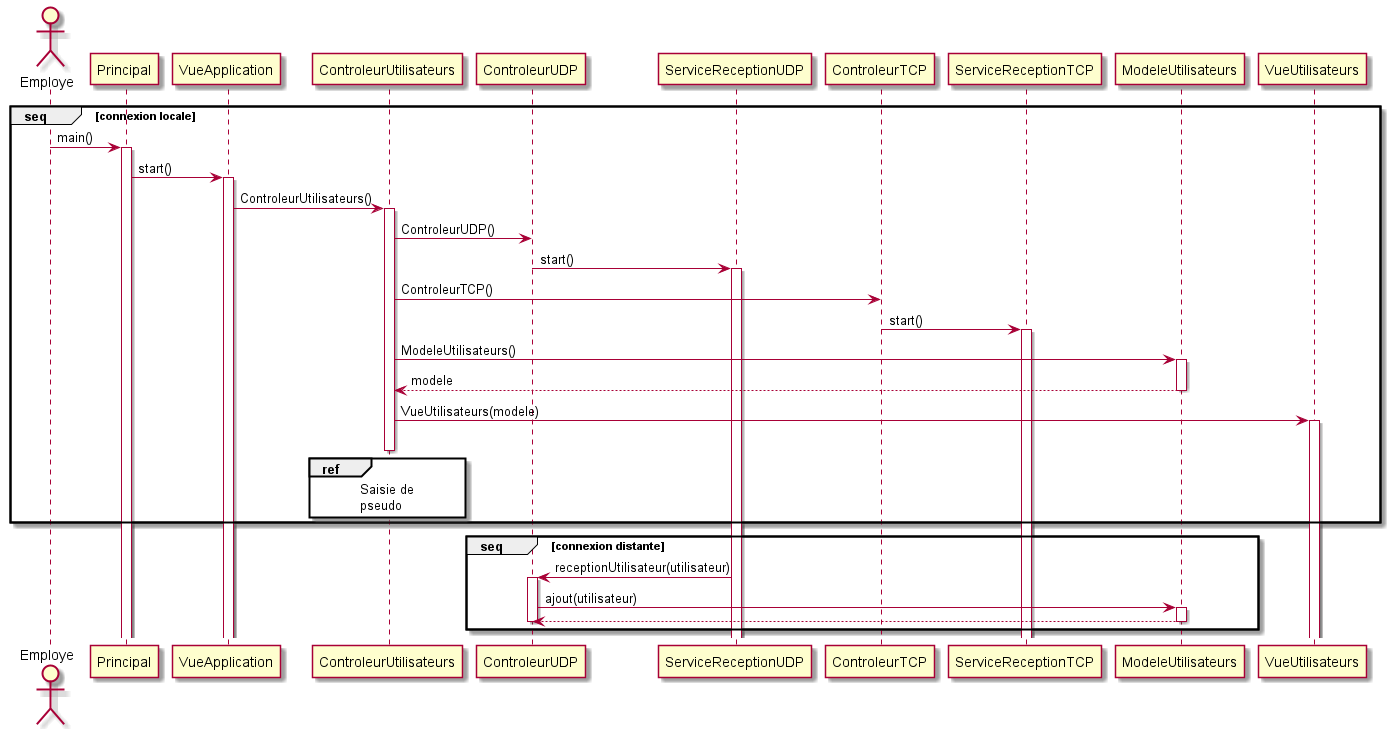 Employe
Principal
VueApplication
ControleurUtilisateurs
ControleurUDP
ServiceReceptionUDP
ControleurTCP
ServiceReceptionTCP
ModeleUtilisateurs
VueUtilisateurs
seq [connexion locale]
main()
start()
ControleurUtilisateurs()
ControleurUDP()
start()
ControleurTCP()
start()
ModeleUtilisateurs()
modele
VueUtilisateurs(modele)
ref
Saisie de
pseudo
seq [connexion distante]
receptionUtilisateur(utilisateur)
ajout(utilisateur)
Employe
Principal
VueApplication
ControleurUtilisateurs
ControleurUDP
ServiceReceptionUDP
ControleurTCP
ServiceReceptionTCP
ModeleUtilisateurs
VueUtilisateurs